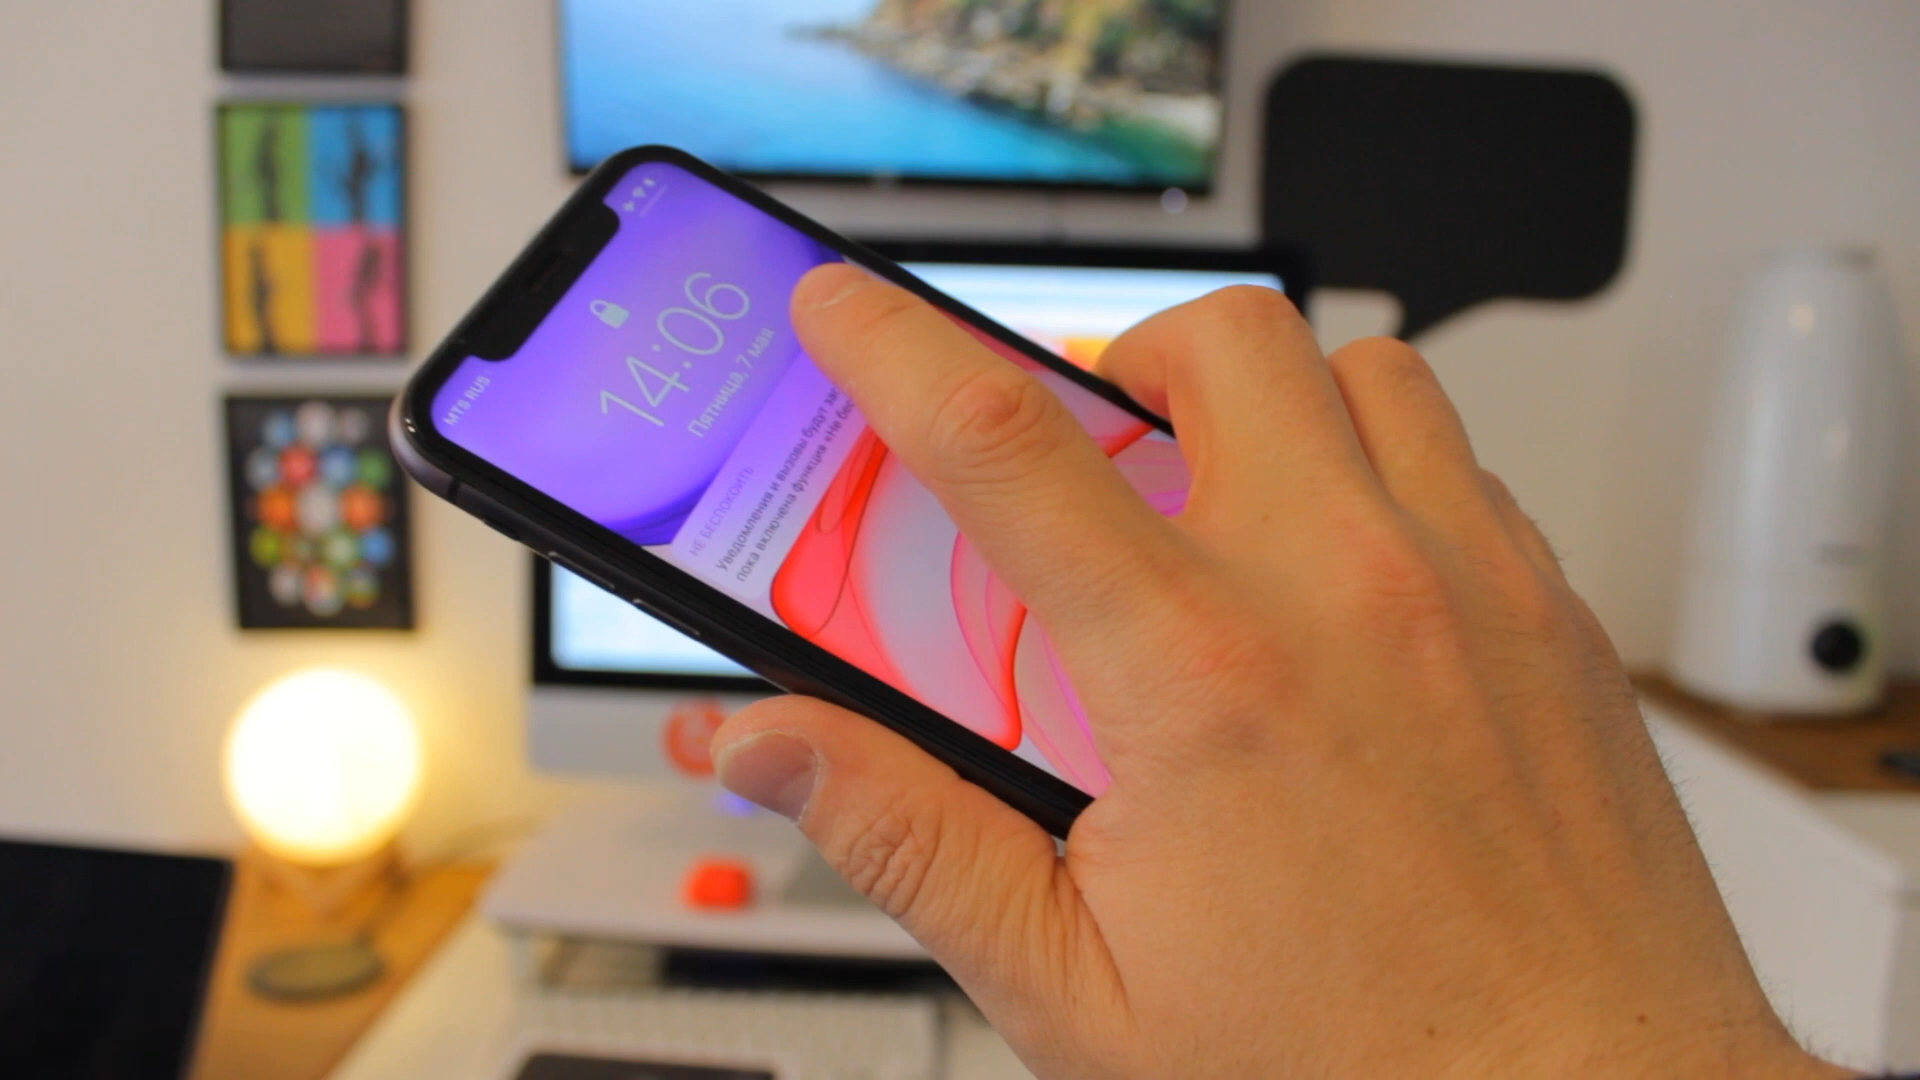 MTS RUS
14:06
Пятница, 7 мая
НЕ БЕСПОКОИТЬ
Уведомления и вызовы будут
пока включена функция «Не